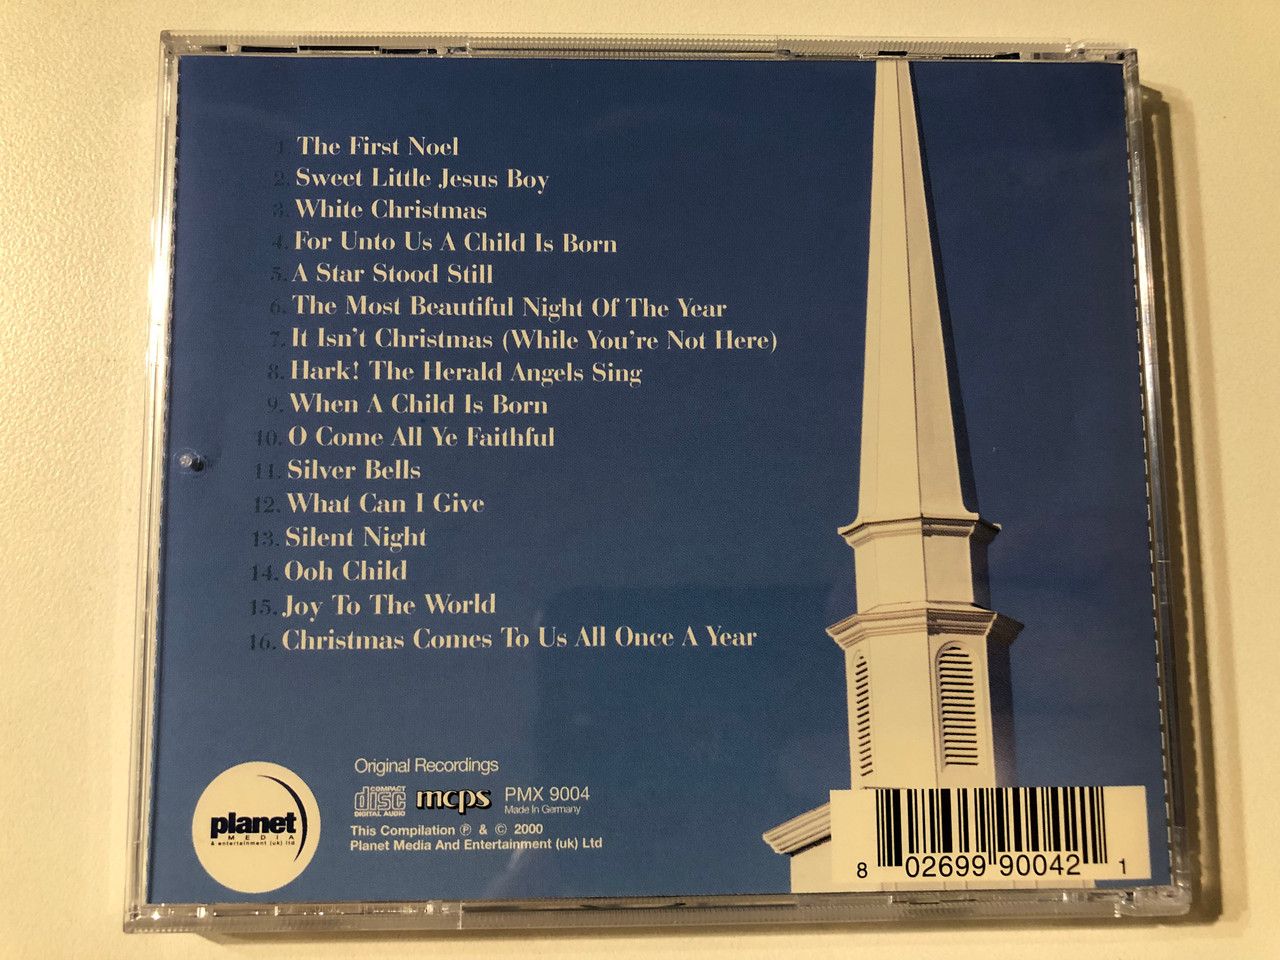 1. The First Noel
2. Sweet Little Jesus Boy
3. White Christmas
4. For Unto Us A Child Is Born
5. A Star Stood Still
6. The Most Beautiful Night Of The Year
7. It Isn't Christmas (While You're Not Here)
8. Hark! The Herald Angels Sing
9. When A Child Is Born
10. O Come All Ye Faithful
11. Silver Bells
12. What Can I Give
13. Silent Night
14. Ooh Child
15. Joy To The World
16. Christmas Comes To Us All Once A Year
planet
MEDIA
& entertainment (uk) ltd
Original Recordings
COMPACT
disc
DIGITAL AUDIO
mcps
PMX 9004
Made In Germany
This Compilation ℗ & © 2000
Planet Media And Entertainment (uk) Ltd
8 02699 90042 1